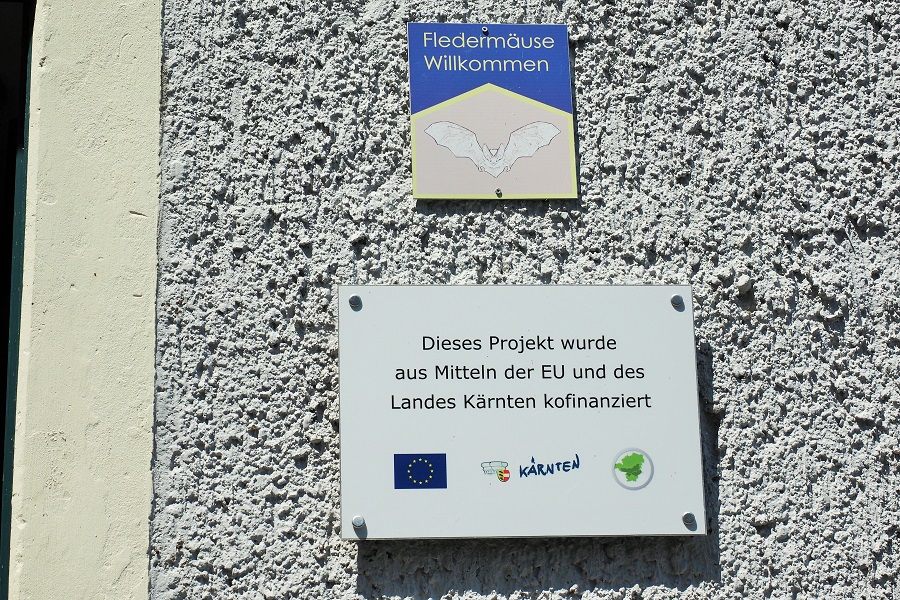 Fledermäuse
Willkommen
Dieses Projekt wurde
aus Mitteln der EU und des
Landes Kärnten kofinanziert
KÄRNTEN